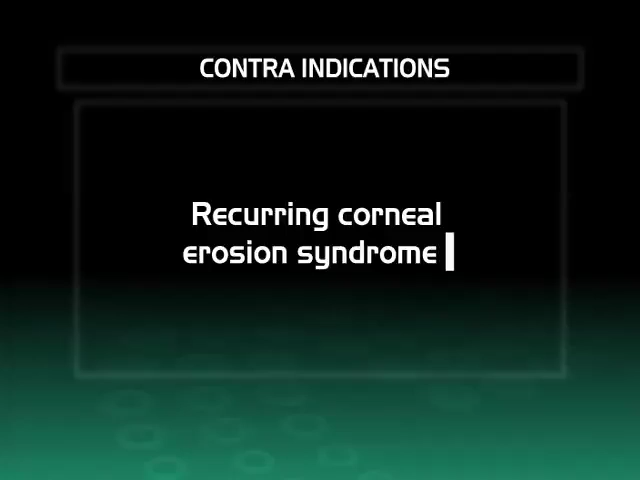 CONTRA INDICATIONS
Recurring corneal
erosion syndrome